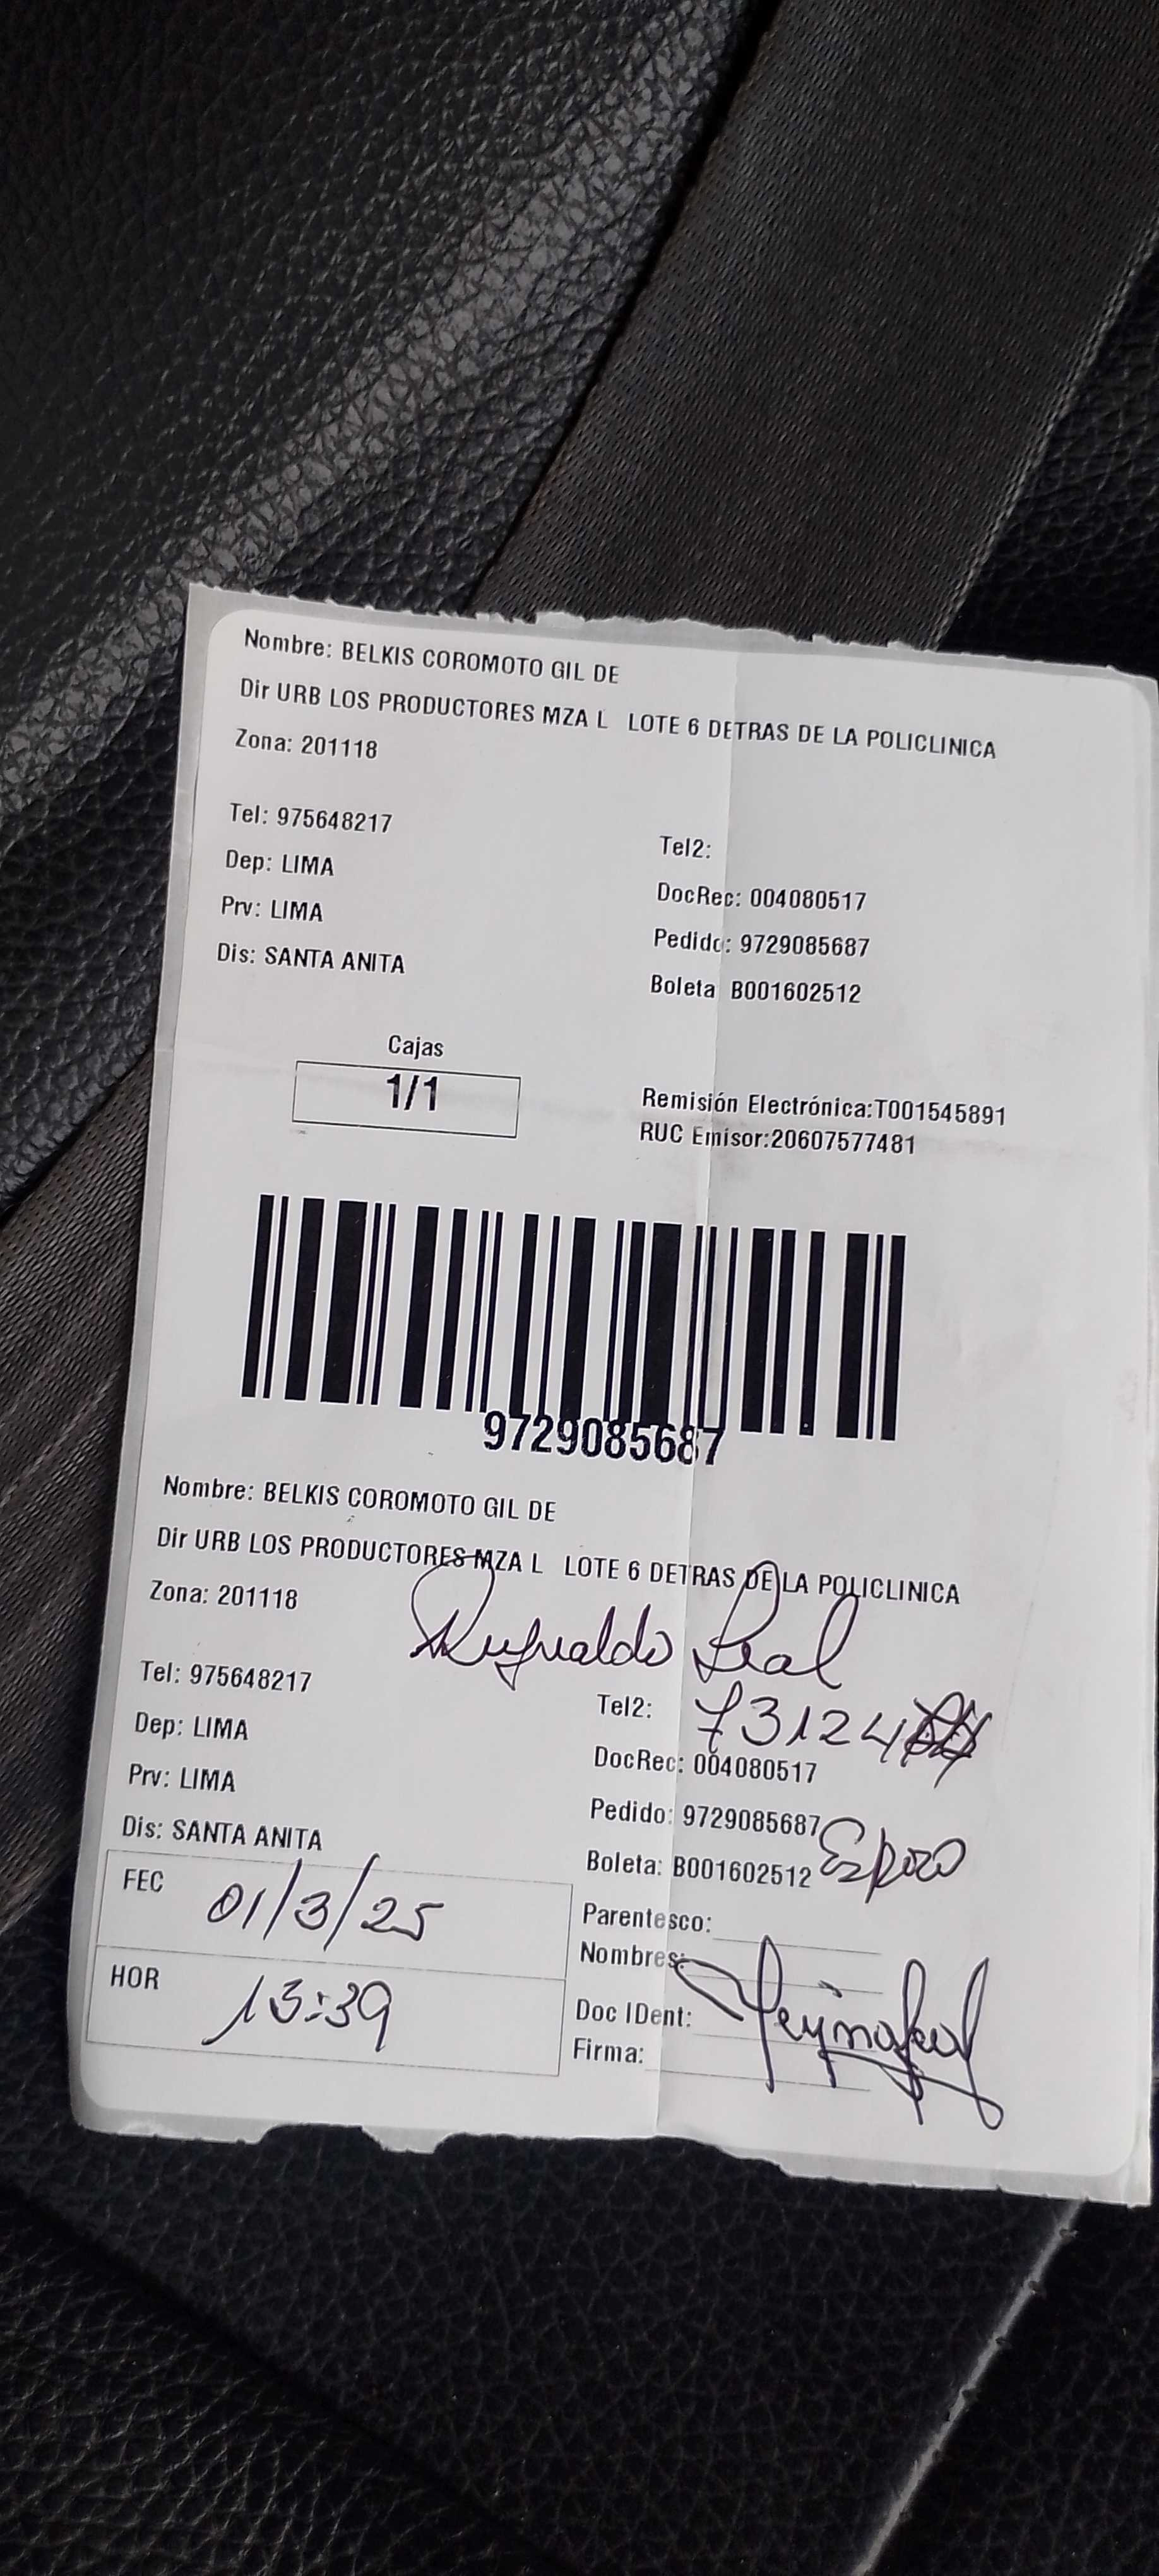 Nombre: BELKIS COROMOTO GIL DE
Dir URB LOS PRODUCTORES MZA L LOTE 6 DETRAS DE LA POLICLINICA
Zona: 201118
Tel: 975648217
Tel2:
Dep: LIMA
DocRec: 004080517
Prv: LIMA
Pedido: 9729085687
Dis: SANTA ANITA
Boleta B001602512
Cajas
1/1
Remisión Electrónica:T001545891
RUC Emisor:20607577481
9729085687
Nombre: BELKIS COROMOTO GIL DE
Dir URB LOS PRODUCTORES MZA L LOTE 6 DETRAS DE LA POLICLINICA
Zona: 201118
Leal
Tel: 975648217
Tel2: 73124
Dep: LIMA
DocRec: 004080517
Prv: LIMA
Pedido: 9729085687
Dis: SANTA ANITA
Boleta: B001602512
FEC 01/3/25
Parentesco:
Nombres:
HOR 13:39
Doc IDent:
Firma: